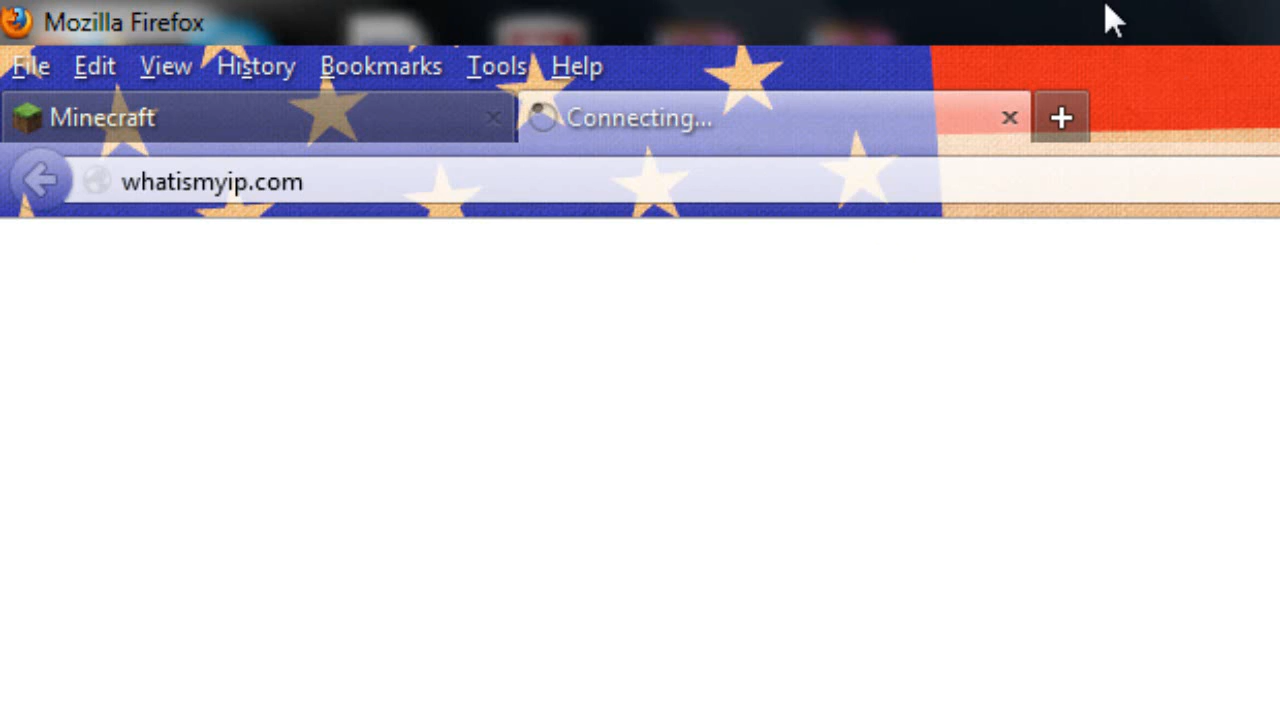 Mozilla Firefox
File Edit View History Bookmarks Tools Help
Minecraft Connecting...
whatismyip.com